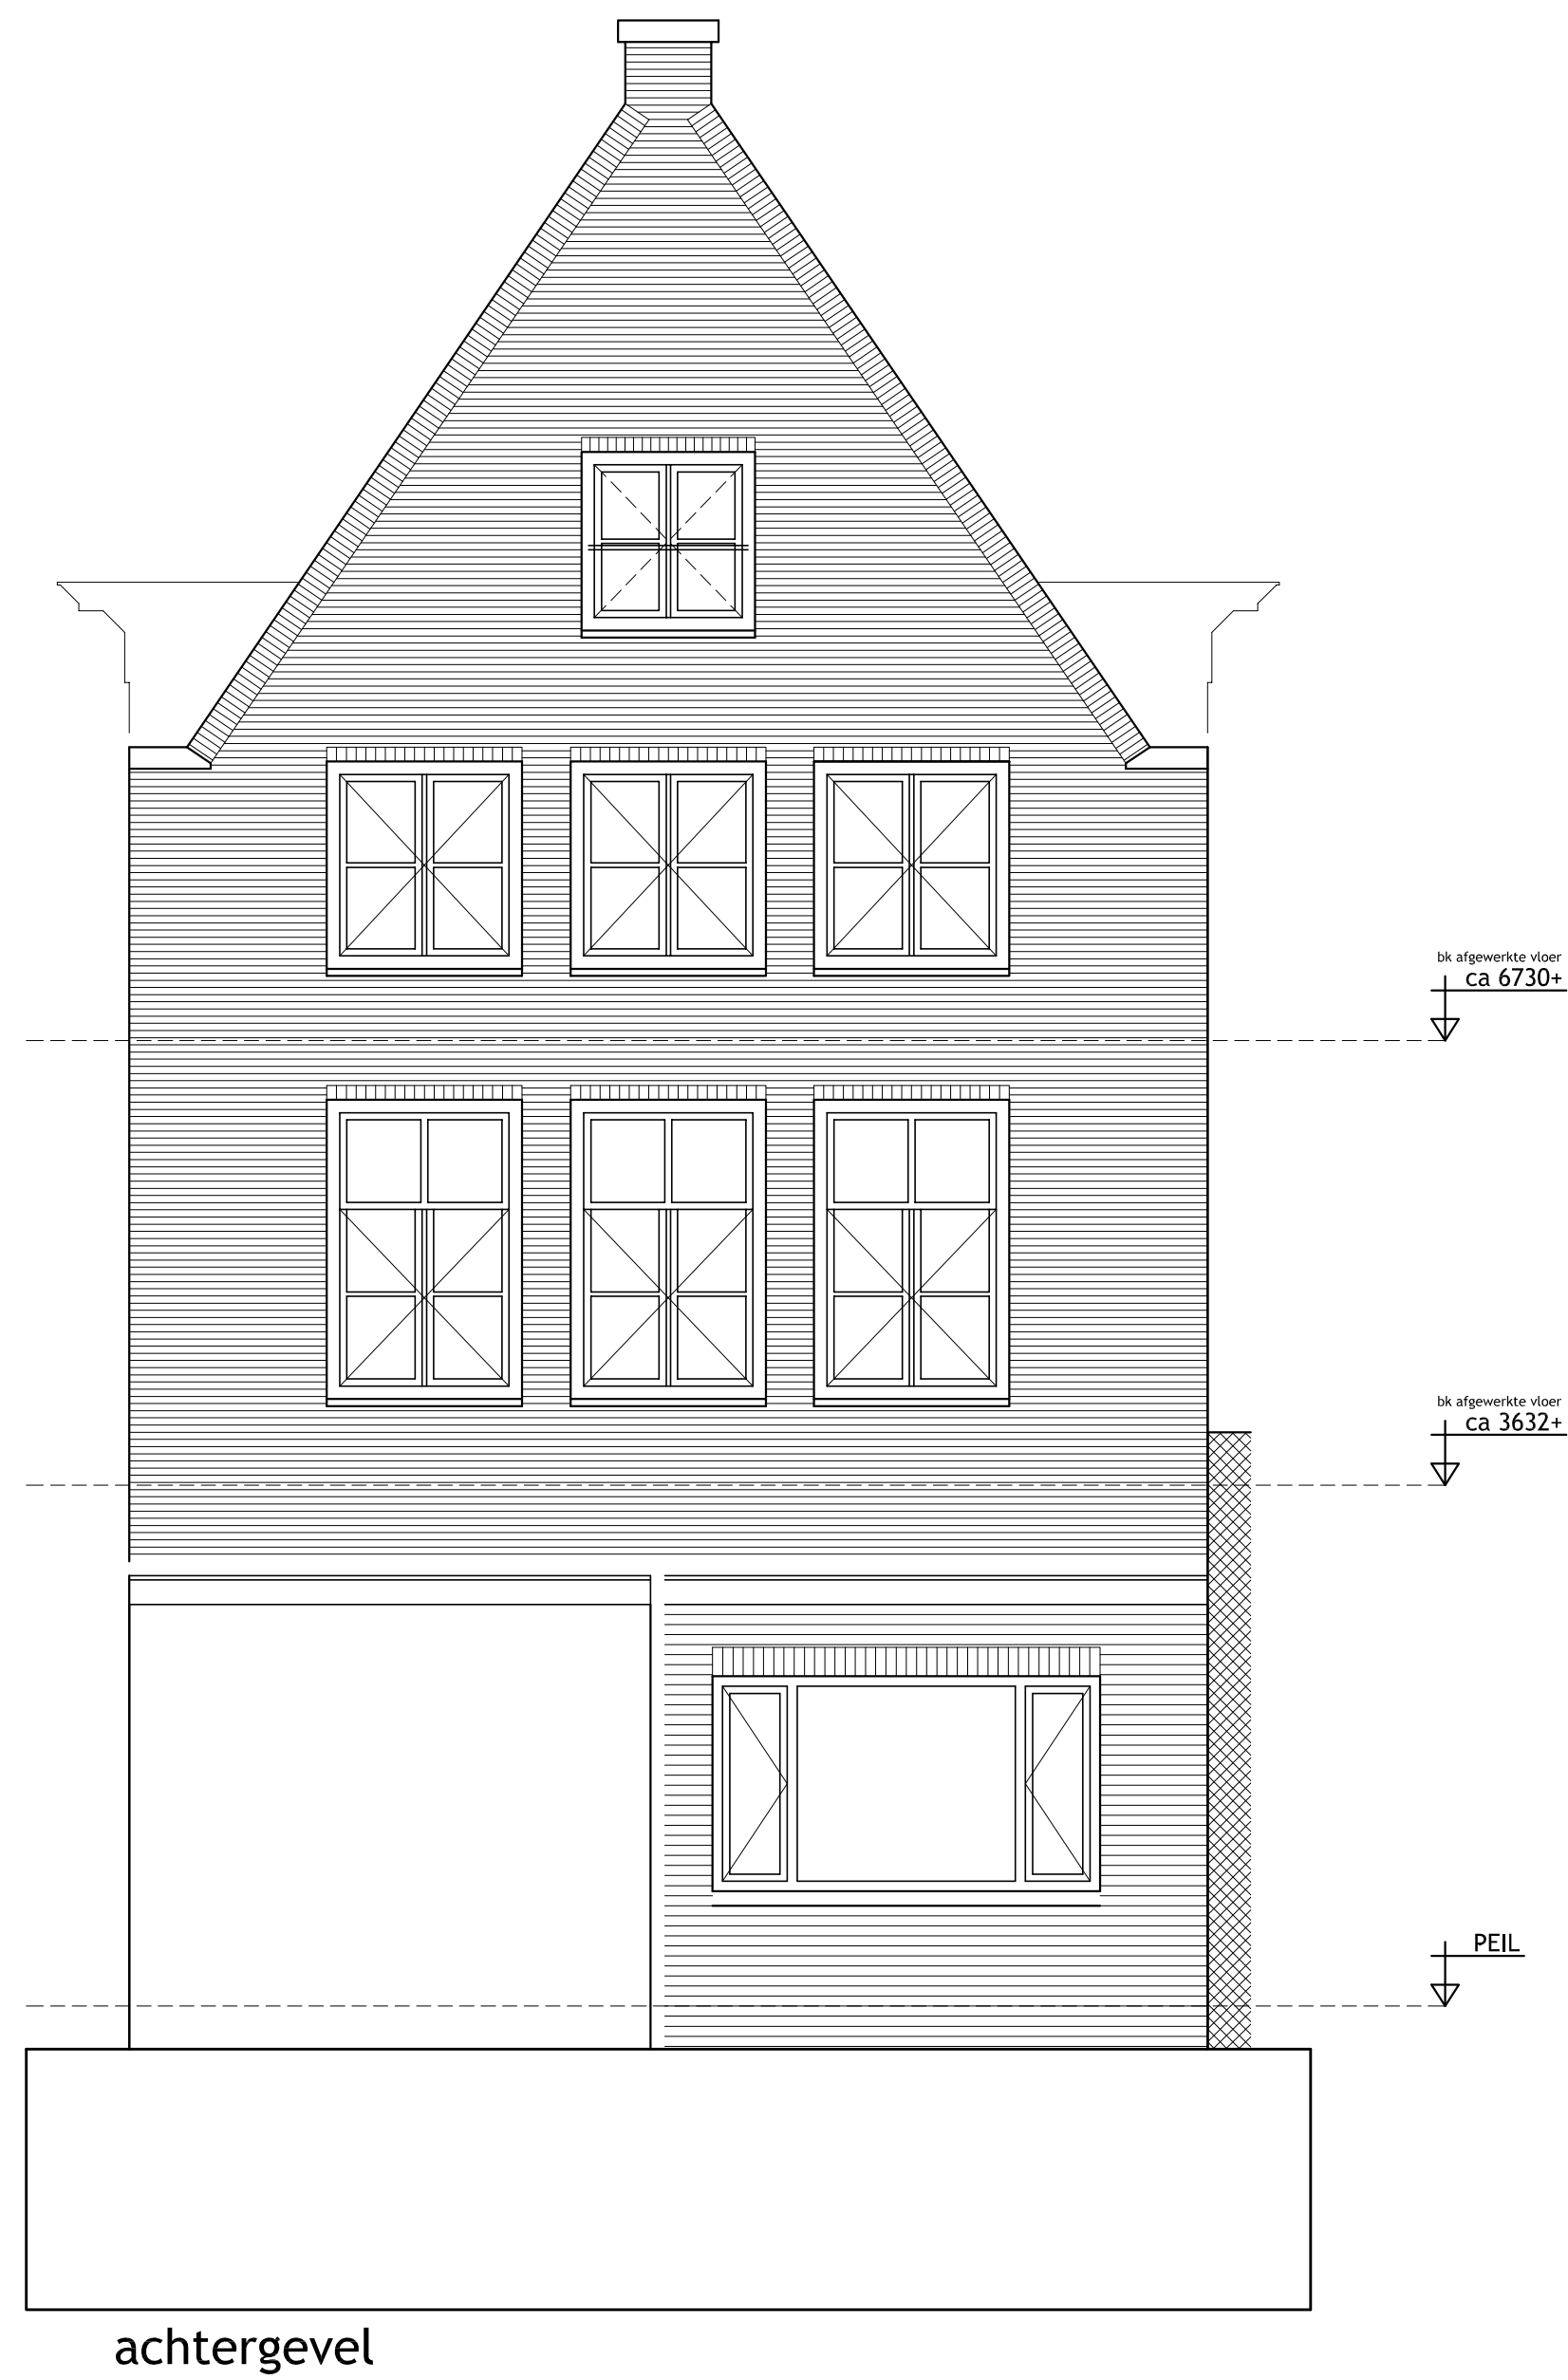 bk afgewerkte vloer
ca 6730+
bk afgewerkte vloer
ca 3632+
PEIL
achtergevel